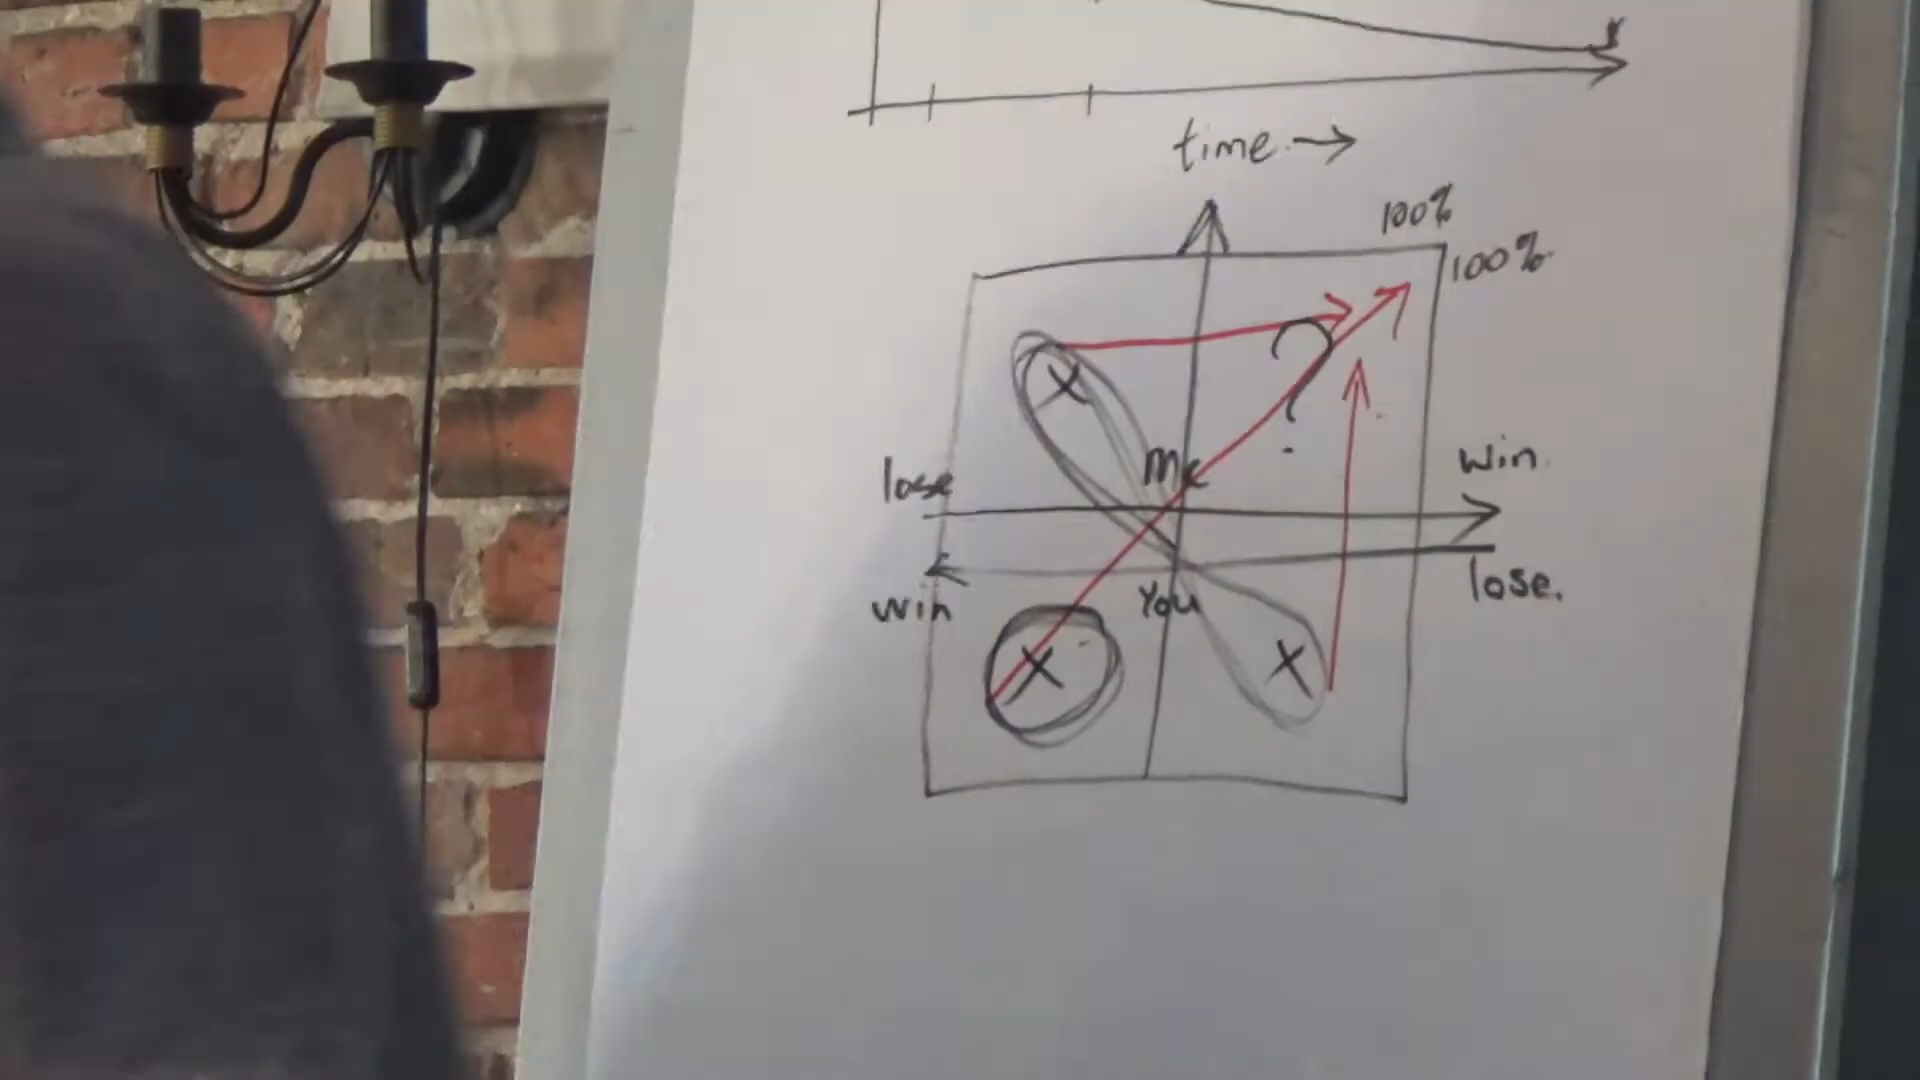 time →
100%
100%
lose Me win.
win You lose.
X
?
X X